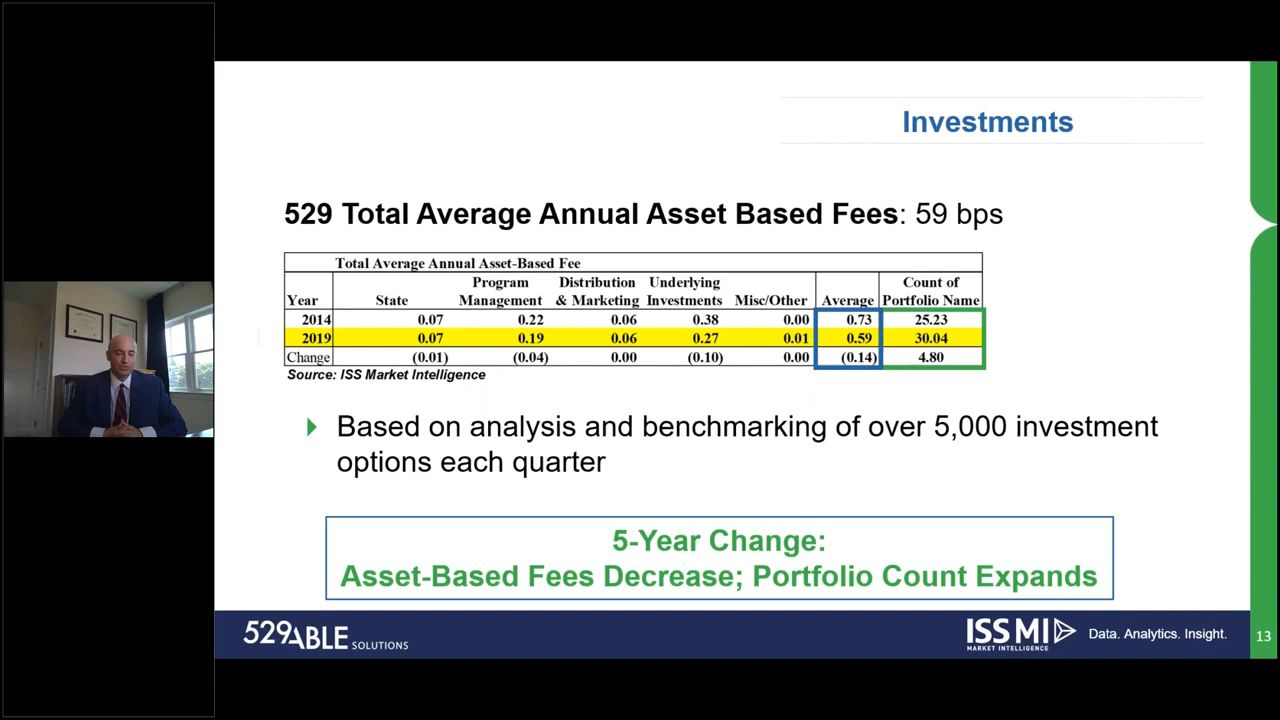 Investments
529 Total Average Annual Asset Based Fees: 59 bps
Total Average Annual Asset-Based Fee
Year State Program Management Distribution & Marketing Underlying Investments Misc/Other Average Count of Portfolio Name
2014 0.07 0.22 0.06 0.38 0.00 0.73 25.23
2019 0.07 0.19 0.06 0.27 0.01 0.59 30.04
Change (0.01) (0.04) 0.00 (0.10) 0.00 (0.14) 4.80
Source: ISS Market Intelligence
Based on analysis and benchmarking of over 5,000 investment
options each quarter
5-Year Change:
Asset-Based Fees Decrease; Portfolio Count Expands
529ABLE SOLUTIONS
ISS MI
MARKET INTELLIGENCE
Data. Analytics. Insight.
13